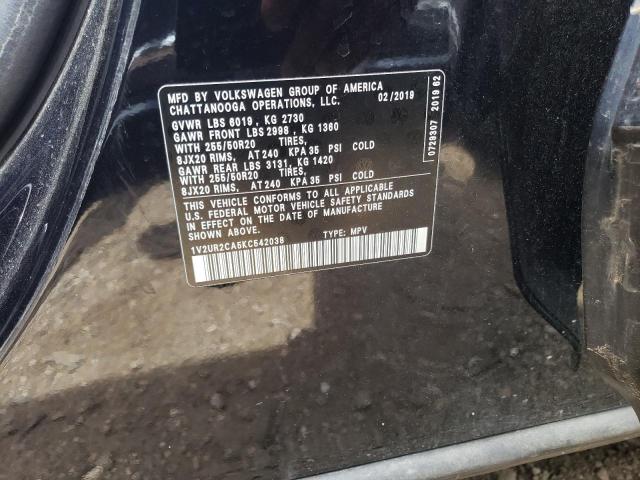 MFD BY VOLKSWAGEN GROUP OF AMERICA
CHATTANOOGA OPERATIONS, LLC. 02/2019
GVWR LBS 6019, KG 2730
GAWR FRONT LBS 2998, KG 1360
WITH 255/50R20 TIRES,
8JX20 RIMS, AT 240 KPA 35 PSI COLD
GAWR REAR LBS 3131, KG 1420
WITH 255/50R20 TIRES,
8JX20 RIMS, AT 240 KPA 35 PSI COLD
THIS VEHICLE CONFORMS TO ALL APPLICABLE
U.S. FEDERAL MOTOR VEHICLE SAFETY STANDARDS
IN EFFECT ON THE DATE OF MANUFACTURE
SHOWN ABOVE.
1V2UR2CA5KC542038 TYPE: MPV
0729307 2019 62